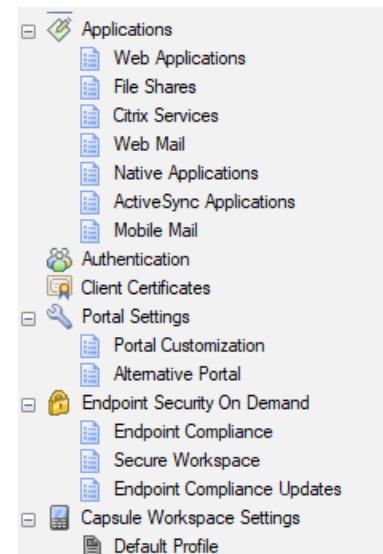 Applications
Web Applications
File Shares
Citrix Services
Web Mail
Native Applications
ActiveSync Applications
Mobile Mail
Authentication
Client Certificates
Portal Settings
Portal Customization
Alternative Portal
Endpoint Security On Demand
Endpoint Compliance
Secure Workspace
Endpoint Compliance Updates
Capsule Workspace Settings
Default Profile